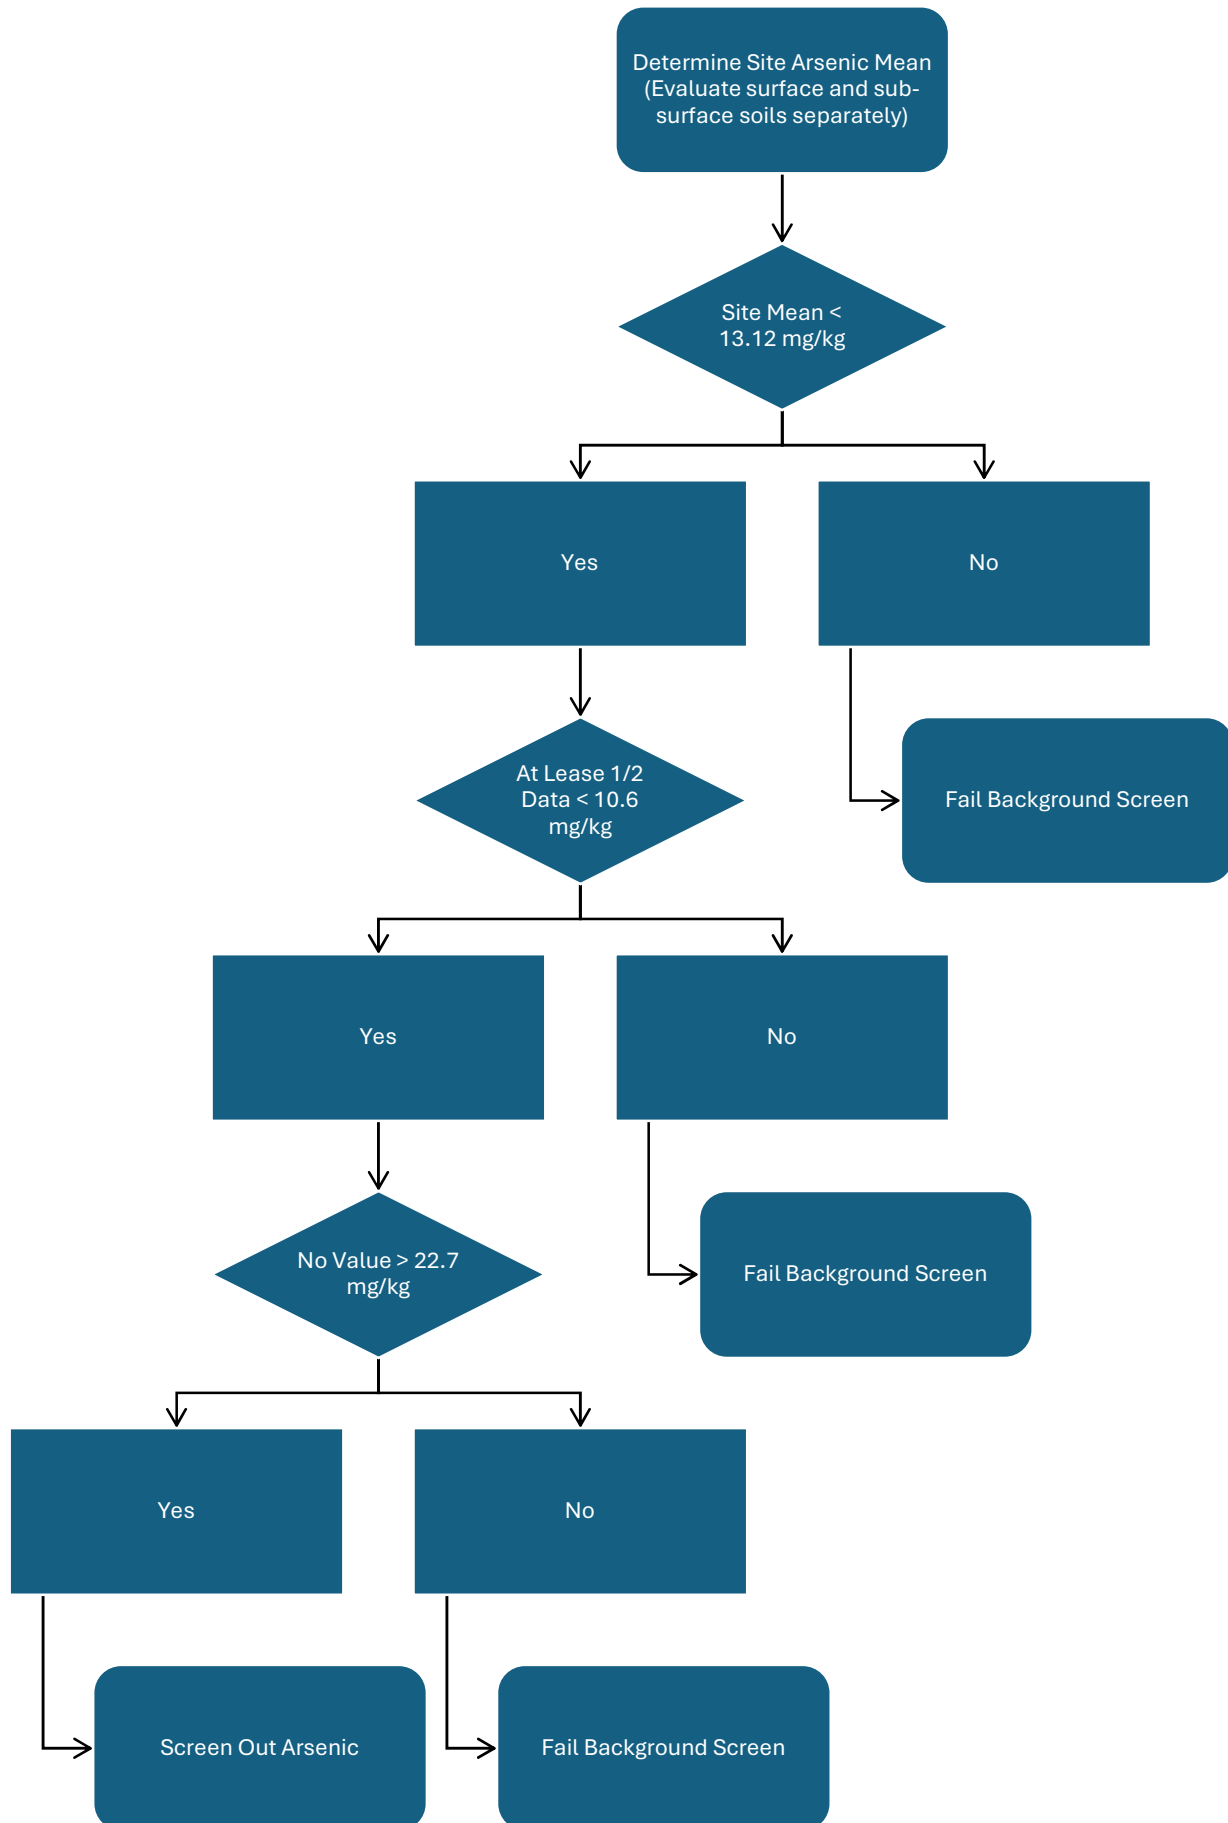 Determine Site Arsenic Mean
(Evaluate surface and sub-
surface soils separately)
Site Mean <
13.12 mg/kg
Yes
No
At Lease 1/2
Data < 10.6
mg/kg
Fail Background Screen
Yes
No
No Value > 22.7
mg/kg
Fail Background Screen
Yes
No
Screen Out Arsenic
Fail Background Screen